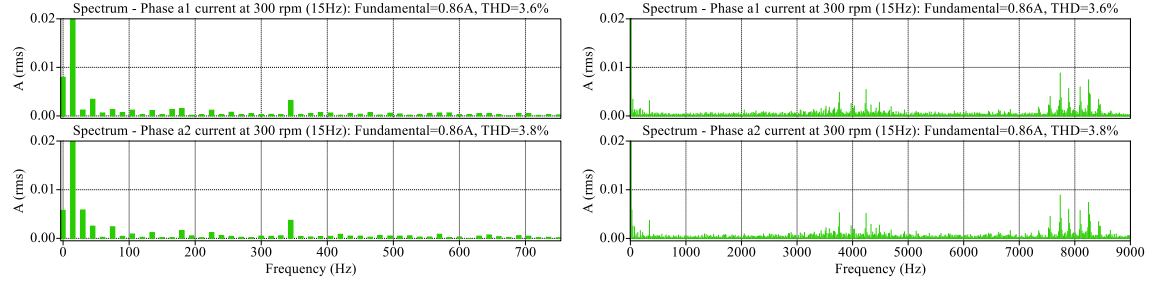 Spectrum - Phase a1 current at 300 rpm (15Hz): Fundamental=0.86A, THD=3.6%
0.02
0.01
0.00
A (rms)
Spectrum - Phase a2 current at 300 rpm (15Hz): Fundamental=0.86A, THD=3.8%
0.02
0.01
0.00
A (rms)
0 100 200 300 400 500 600 700
Frequency (Hz)
Spectrum - Phase a1 current at 300 rpm (15Hz): Fundamental=0.86A, THD=3.6%
0.02
0.01
0.00
A (rms)
Spectrum - Phase a2 current at 300 rpm (15Hz): Fundamental=0.86A, THD=3.8%
0.02
0.01
0.00
A (rms)
0 1000 2000 3000 4000 5000 6000 7000 8000 9000
Frequency (Hz)